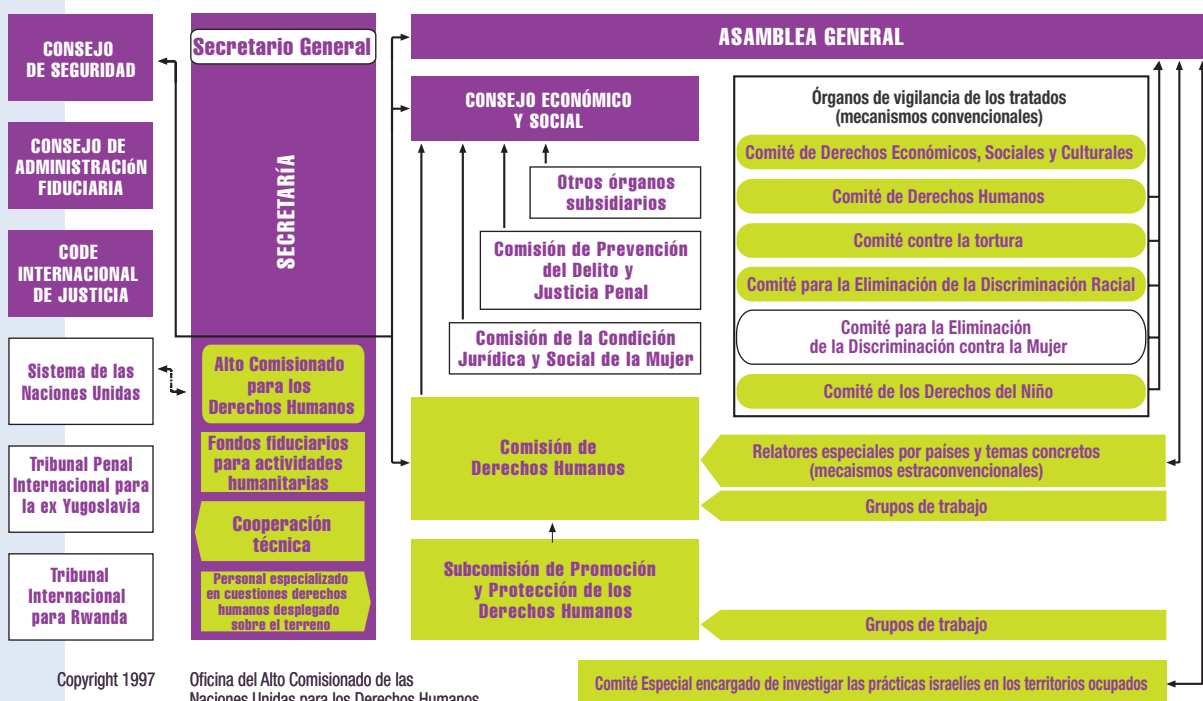 CONSEJO
DE SEGURIDAD
CONSEJO DE
ADMINISTRACIóN
FIDUCIARIA
CODE
INTERNACIONAL
DE JUSTICIA
Sistema de las
Naciones Unidas
Tribunal Penal
Internacional para
la ex Yugoslavia
Tribunal
Internacional
para Rwanda
Secretario General
SECRETARíA
Alto Comisionado
para los
Derechos Humanos
Fondos fiduciarios
para actividades
humanitarias
Cooperación
técnica
Personal especializado
en cuestiones derechos
humanos desplegado
sobre el terreno
ASAMBLEA GENERAL
CONSEJO ECONÓMICO
Y SOCIAL
Otros órganos
subsidiarios
Comisión de Prevención
del Delito y
Justicia Penal
Comisión de la Condición
Jurídica y Social de la Mujer
Comisión de
Derechos Humanos
Subcomisión de Promoción
y Protección de los
Derechos Humanos
Órganos de vigilancia de los tratados
(mecanismos convencionales)
Comité de Derechos Económicos, Sociales y Culturales
Comité de Derechos Humanos
Comité contra la tortura
Comité para la Eliminación de la Discriminación Racial
Comité para la Eliminación
de la Discriminación contra la Mujer
Comité de los Derechos del Niño
Relatores especiales por países y temas concretos
(mecaismos estraconvencionales)
Grupos de trabajo
Grupos de trabajo
Comité Especial encargado de investigar las prácticas israelíes en los territorios ocupados
Copyright 1997
Oficina del Alto Comisionado de las
Naciones Unidas para los Derechos Humanos